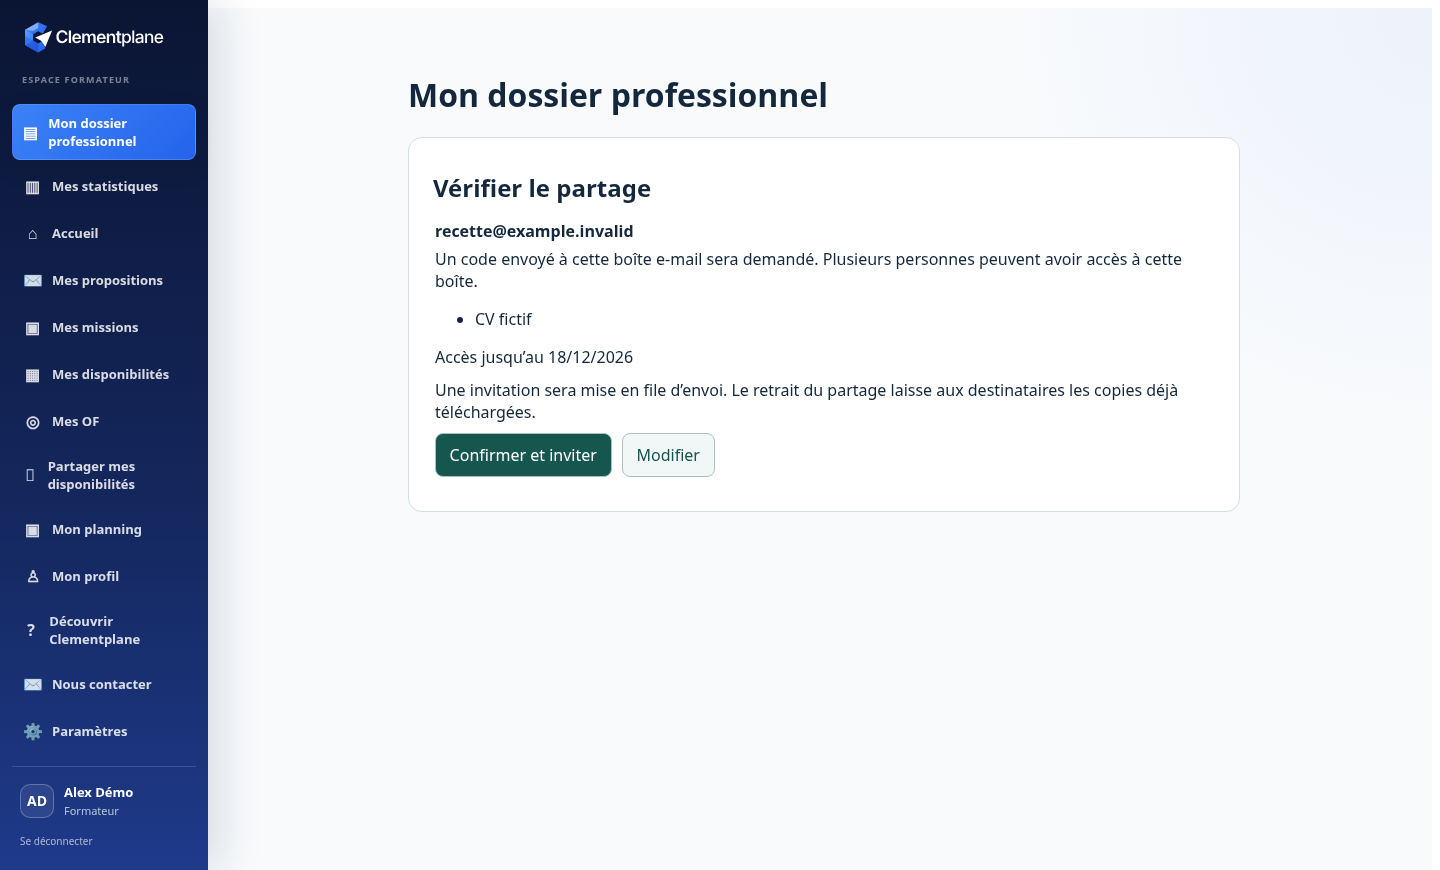 Clementplane
ESPACE FORMATEUR
Mon dossier
professionnel
Mes statistiques
Accueil
Mes propositions
Mes missions
Mes disponibilités
Mes OF
Partager mes
disponibilités
Mon planning
Mon profil
? Découvrir
Clementplane
Nous contacter
Paramètres
AD
Alex Démo
Formateur
Se déconnecter
Mon dossier professionnel
Vérifier le partage
recette@example.invalid
Un code envoyé à cette boîte e-mail sera demandé. Plusieurs personnes peuvent avoir accès à cette
boîte.
• CV fictif
Accès jusqu’au 18/12/2026
Une invitation sera mise en file d’envoi. Le retrait du partage laisse aux destinataires les copies déjà
téléchargées.
Confirmer et inviter
Modifier